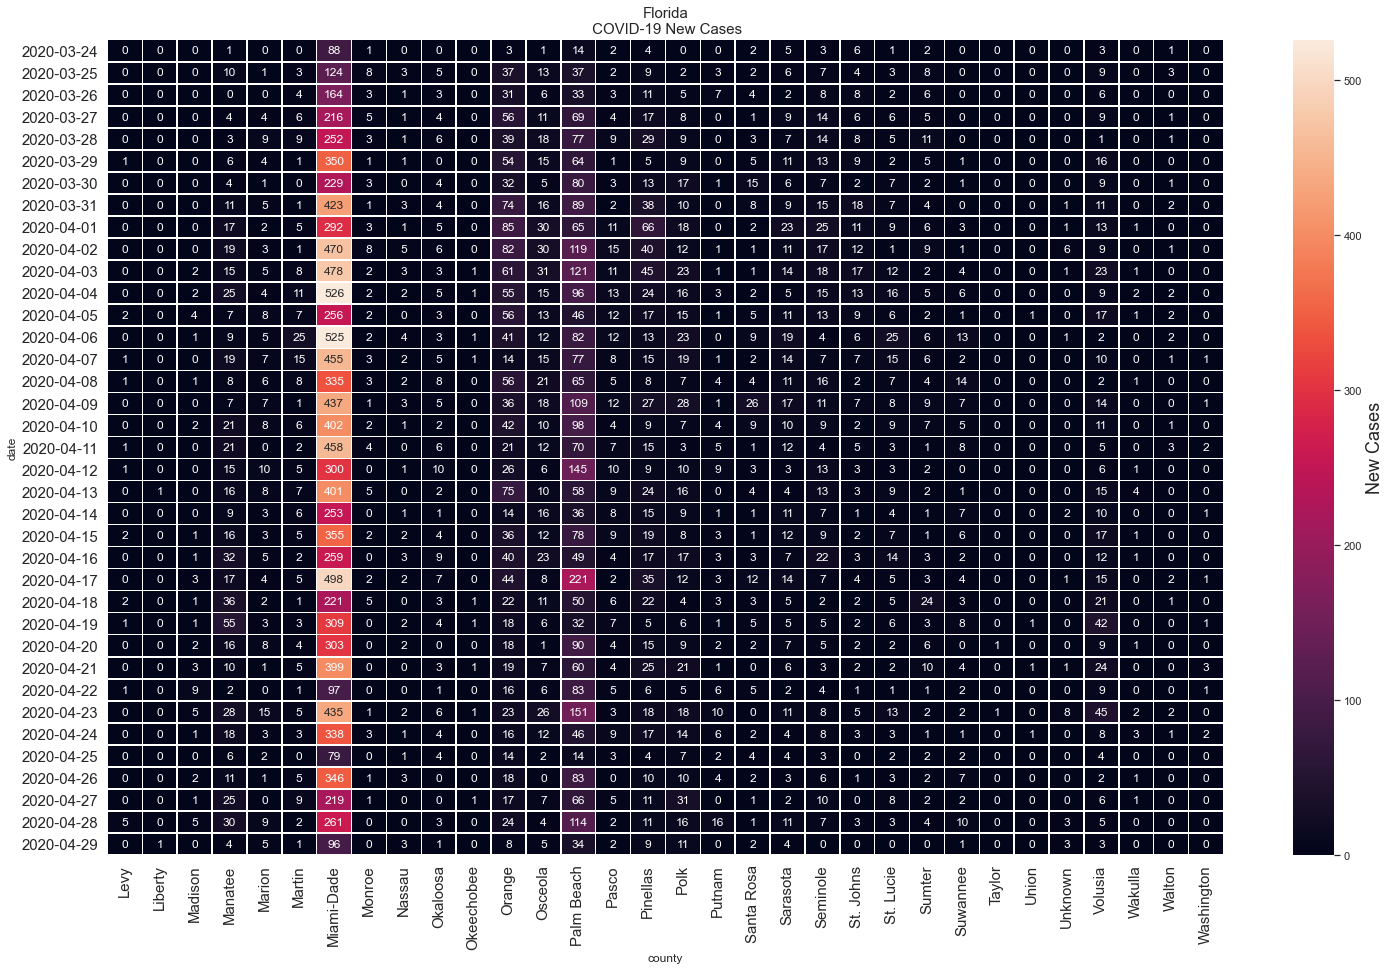 Florida
COVID-19 New Cases
2020-03-24 0 0 0 1 0 0 88 1 0 0 0 3 1 14 2 4 0 0 2 5 3 6 1 2 0 0 0 0 3 0 1 0
2020-03-25 0 0 0 10 1 3 124 8 3 5 0 37 13 37 2 9 2 3 2 6 7 4 3 8 0 0 0 0 9 0 3 0
2020-03-26 0 0 0 0 0 4 164 3 1 3 0 31 6 33 3 11 5 7 4 2 8 8 2 6 0 0 0 0 6 0 0 0
2020-03-27 0 0 0 4 4 6 216 5 1 4 0 56 11 69 4 17 8 0 1 9 14 6 6 5 0 0 0 0 9 0 1 0
2020-03-28 0 0 0 3 9 9 252 3 1 6 0 39 18 77 9 29 9 0 3 7 14 8 5 11 0 0 0 0 1 0 1 0
2020-03-29 1 0 0 6 4 1 350 1 1 0 0 54 15 64 1 5 9 0 5 11 13 9 2 5 1 0 0 0 16 0 0 0
2020-03-30 0 0 0 4 1 0 229 3 0 4 0 32 5 80 3 13 17 1 15 6 7 2 7 2 1 0 0 0 9 0 1 0
2020-03-31 0 0 0 11 5 1 423 1 3 4 0 74 16 89 2 38 10 0 8 9 15 18 7 4 0 0 0 1 11 0 2 0
2020-04-01 0 0 0 17 2 5 292 3 1 5 0 85 30 65 11 66 18 0 2 23 25 11 9 6 3 0 0 1 13 1 0 0
2020-04-02 0 0 0 19 3 1 470 8 5 6 0 82 30 119 15 40 12 1 1 11 17 12 1 9 1 0 0 6 9 0 1 0
2020-04-03 0 0 2 15 5 8 478 2 3 3 1 61 31 121 11 45 23 1 1 14 18 17 12 2 4 0 0 1 23 1 0 0
2020-04-04 0 0 2 25 4 11 526 2 2 5 1 55 15 96 13 24 16 3 2 5 15 13 16 5 6 0 0 0 9 2 2 0
2020-04-05 2 0 4 7 8 7 256 2 0 3 0 56 13 46 12 17 15 1 5 11 13 9 6 2 1 0 1 0 17 1 2 0
2020-04-06 0 0 1 9 5 25 525 2 4 3 1 41 12 82 12 13 23 0 9 19 4 6 25 6 13 0 0 1 2 0 2 0
2020-04-07 1 0 0 19 7 15 455 3 2 5 1 14 15 77 8 15 19 1 2 14 7 7 15 6 2 0 0 0 10 0 1 1
2020-04-08 1 0 1 8 6 8 335 3 2 8 0 56 21 65 5 8 7 4 4 11 16 2 7 4 14 0 0 0 2 1 0 0
2020-04-09 0 0 0 7 7 1 437 1 3 5 0 36 18 109 12 27 28 1 26 17 11 7 8 9 7 0 0 0 14 0 0 1
2020-04-10 0 0 2 21 8 6 402 2 1 2 0 42 10 98 4 9 7 4 9 10 9 2 9 7 5 0 0 0 11 0 1 0
2020-04-11 1 0 0 21 0 2 458 4 0 6 0 21 12 70 7 15 3 5 1 12 4 5 3 1 8 0 0 0 5 0 3 2
2020-04-12 1 0 0 15 10 5 300 0 1 10 0 26 6 145 10 9 10 9 3 3 13 3 3 2 0 0 0 0 6 1 0 0
2020-04-13 0 1 0 16 8 7 401 5 0 2 0 75 10 58 9 24 16 0 4 4 13 3 9 2 1 0 0 0 15 4 0 0
2020-04-14 0 0 0 9 3 6 253 0 1 1 0 14 16 36 8 15 9 1 1 11 7 1 4 1 7 0 0 2 10 0 0 1
2020-04-15 2 0 1 16 3 5 355 2 2 4 0 36 12 78 9 19 8 3 1 12 9 2 7 1 6 0 0 0 17 1 0 0
2020-04-16 0 0 1 32 5 2 259 0 3 9 0 40 23 49 4 17 17 3 3 7 22 3 14 3 2 0 0 0 12 1 0 0
2020-04-17 0 0 3 17 4 5 498 2 2 7 0 44 8 221 2 35 12 3 12 14 7 4 5 3 4 0 0 1 15 0 2 1
2020-04-18 2 0 1 36 2 1 221 5 0 3 1 22 11 50 6 22 4 3 3 5 2 2 5 24 3 0 0 0 21 0 1 0
2020-04-19 1 0 1 55 3 3 309 0 2 4 1 18 6 32 7 5 6 1 5 5 5 2 6 3 8 0 1 0 42 0 0 1
2020-04-20 0 0 2 16 8 4 303 0 2 0 0 18 1 90 4 15 9 2 2 7 5 2 2 6 0 1 0 0 9 1 0 0
2020-04-21 0 0 3 10 1 5 399 0 0 3 1 19 7 60 4 25 21 1 0 6 3 2 2 10 4 0 1 1 24 0 0 3
2020-04-22 1 0 9 2 0 1 97 0 0 1 0 16 6 83 5 6 5 6 5 2 4 1 1 1 2 0 0 0 9 0 0 1
2020-04-23 0 0 5 28 15 5 435 1 2 6 1 23 26 151 3 18 18 10 0 11 8 5 13 2 2 1 0 8 45 2 2 0
2020-04-24 0 0 1 18 3 3 338 3 1 4 0 16 12 46 9 17 14 6 2 4 8 3 3 1 1 0 1 0 8 3 1 2
2020-04-25 0 0 0 6 2 0 79 0 1 4 0 14 2 14 3 4 7 2 4 4 3 0 2 2 2 0 0 0 4 0 0 0
2020-04-26 0 0 2 11 1 5 346 1 3 0 0 18 0 83 0 10 10 4 2 3 6 1 3 2 7 0 0 0 2 1 0 0
2020-04-27 0 0 1 25 0 9 219 1 0 0 1 17 7 66 5 11 31 0 1 2 10 0 8 2 2 0 0 0 6 1 0 0
2020-04-28 5 0 5 30 9 2 261 0 0 3 0 24 4 114 2 11 16 16 1 11 7 3 3 4 10 0 0 3 5 0 0 0
2020-04-29 0 1 0 4 5 1 96 0 3 1 0 8 5 34 2 9 11 0 2 4 0 0 0 0 1 0 0 3 3 0 0 0
Levy Liberty Madison Manatee Marion Martin Miami-Dade Monroe Nassau Okaloosa Okeechobee Orange Osceola Palm Beach Pasco Pinellas Polk Putnam Santa Rosa Sarasota Seminole St. Johns St. Lucie Sumter Suwannee Taylor Union Unknown Volusia Wakulla Walton Washington
county
date
500
400
300
200
100
0
New Cases